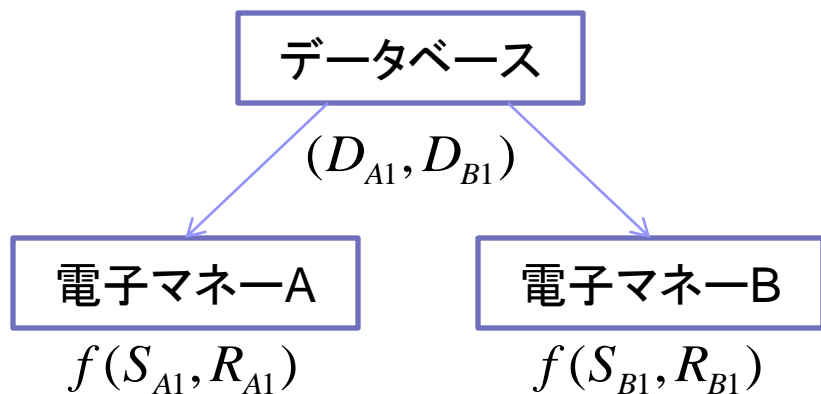 データベース
(D_{A1}, D_{B1})
電子マネーA
電子マネーB
f(S_{A1}, R_{A1})
f(S_{B1}, R_{B1})